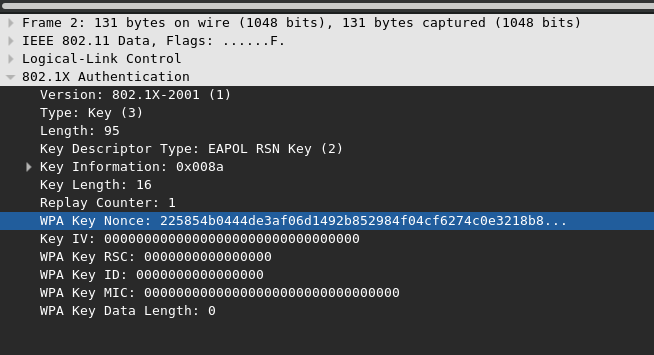 Frame 2: 131 bytes on wire (1048 bits), 131 bytes captured (1048 bits)
IEEE 802.11 Data, Flags: ......F.
Logical-Link Control
802.1X Authentication
Version: 802.1X-2001 (1)
Type: Key (3)
Length: 95
Key Descriptor Type: EAPOL RSN Key (2)
Key Information: 0x008a
Key Length: 16
Replay Counter: 1
WPA Key Nonce: 225854b0444de3af06d1492b852984f04cf6274c0e3218b8...
Key IV: 00000000000000000000000000000000
WPA Key RSC: 0000000000000000
WPA Key ID: 0000000000000000
WPA Key MIC: 00000000000000000000000000000000
WPA Key Data Length: 0